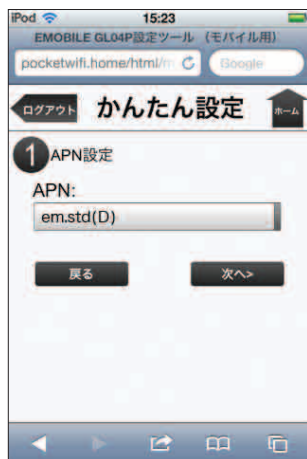 iPod 15:23
EMOBILE GL04P設定ツール （モバイル用）
pocketwifi.home/html/m Google
ログアウト かんたん設定 ホーム
1 APN設定
APN:
em.std(D)
戻る 次へ>